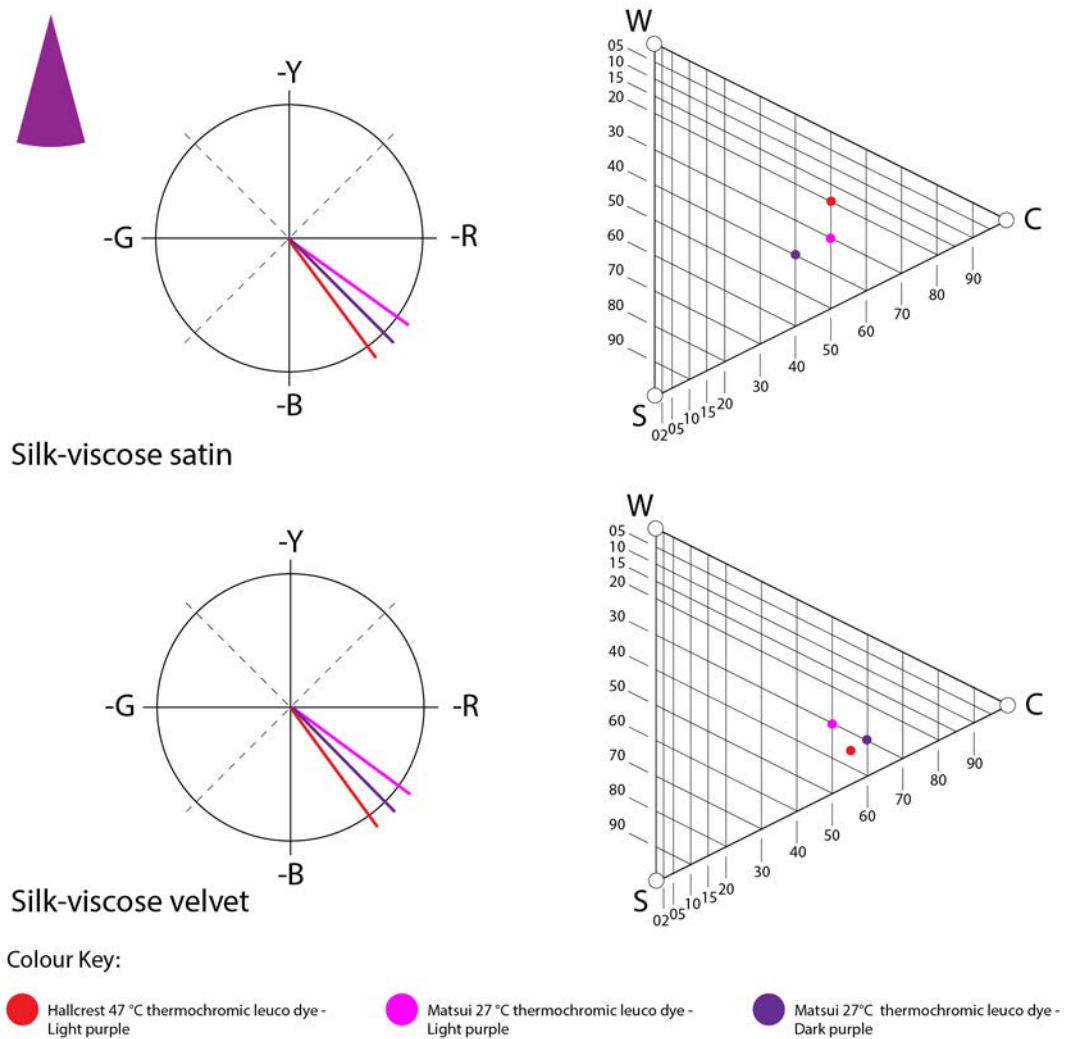 -Y
-G
-R
-B
W
05
10
15
20
30
40
50
60
70
80
90
S
C
02 05 10 15 20 30 40 50 60 70 80 90
Silk-viscose satin
-Y
-G
-R
-B
W
05
10
15
20
30
40
50
60
70
80
90
S
C
02 05 10 15 20 30 40 50 60 70 80 90
Silk-viscose velvet
Colour Key:
Hallcrest 47 °C thermochromic leuco dye -
Light purple
Matsui 27 °C thermochromic leuco dye -
Light purple
Matsui 27°C thermochromic leuco dye -
Dark purple